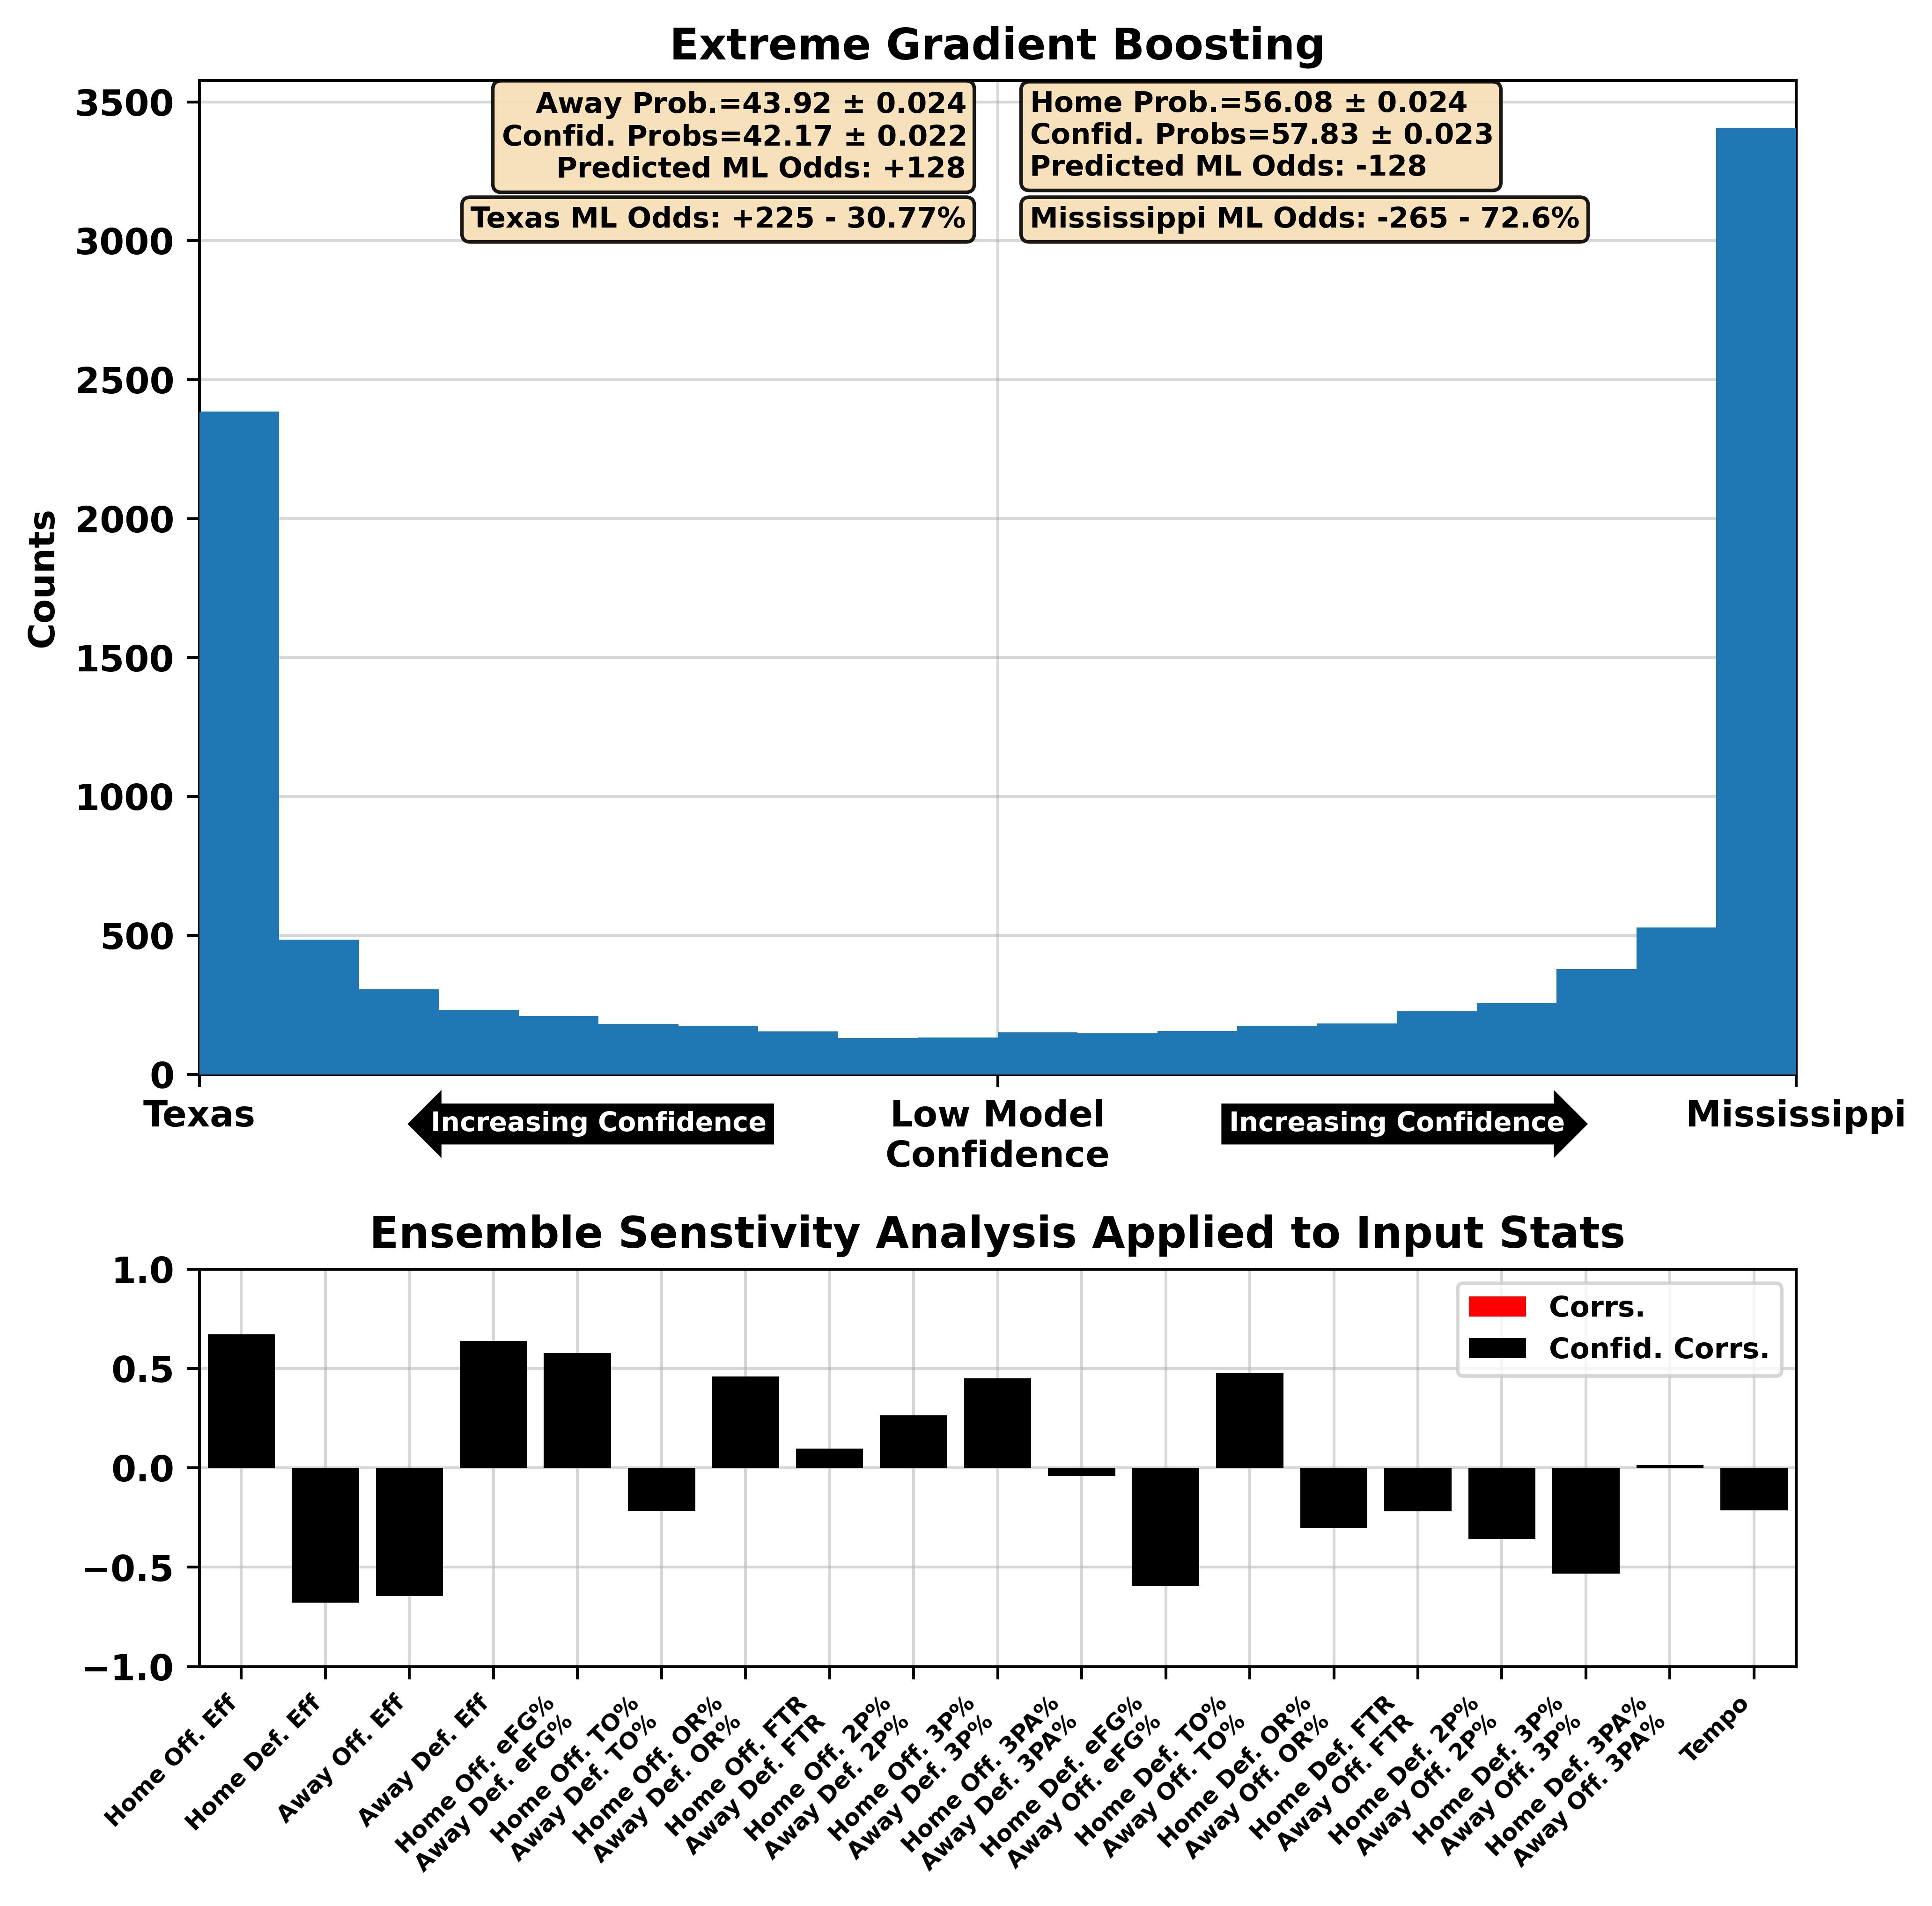 Extreme Gradient Boosting
Away Prob.=43.92 ± 0.024
Confid. Probs=42.17 ± 0.022
Predicted ML Odds: +128
Home Prob.=56.08 ± 0.024
Confid. Probs=57.83 ± 0.023
Predicted ML Odds: -128
Texas ML Odds: +225 - 30.77%
Mississippi ML Odds: -265 - 72.6%
Counts
3500
3000
2500
2000
1500
1000
500
0
Texas
Increasing Confidence
Low Model
Confidence
Increasing Confidence
Mississippi
Ensemble Senstivity Analysis Applied to Input Stats
1.0
0.5
0.0
−0.5
−1.0
Corrs.
Confid. Corrs.
Home Off. Eff
Home Def. Eff
Away Off. Eff
Away Def. Eff
Home Off. eFG%
Away Def. eFG%
Home Off. TO%
Away Def. TO%
Home Off. OR%
Away Def. OR%
Home Off. FTR
Away Def. FTR
Home Off. 2P%
Away Def. 2P%
Home Off. 3P%
Away Def. 3P%
Home Off. 3PA%
Away Def. 3PA%
Home Def. eFG%
Away Off. eFG%
Home Def. TO%
Away Off. TO%
Home Def. OR%
Away Off. OR%
Home Def. FTR
Away Off. FTR
Home Def. 2P%
Away Off. 2P%
Home Def. 3P%
Away Off. 3P%
Home Def. 3PA%
Away Off. 3PA%
Tempo